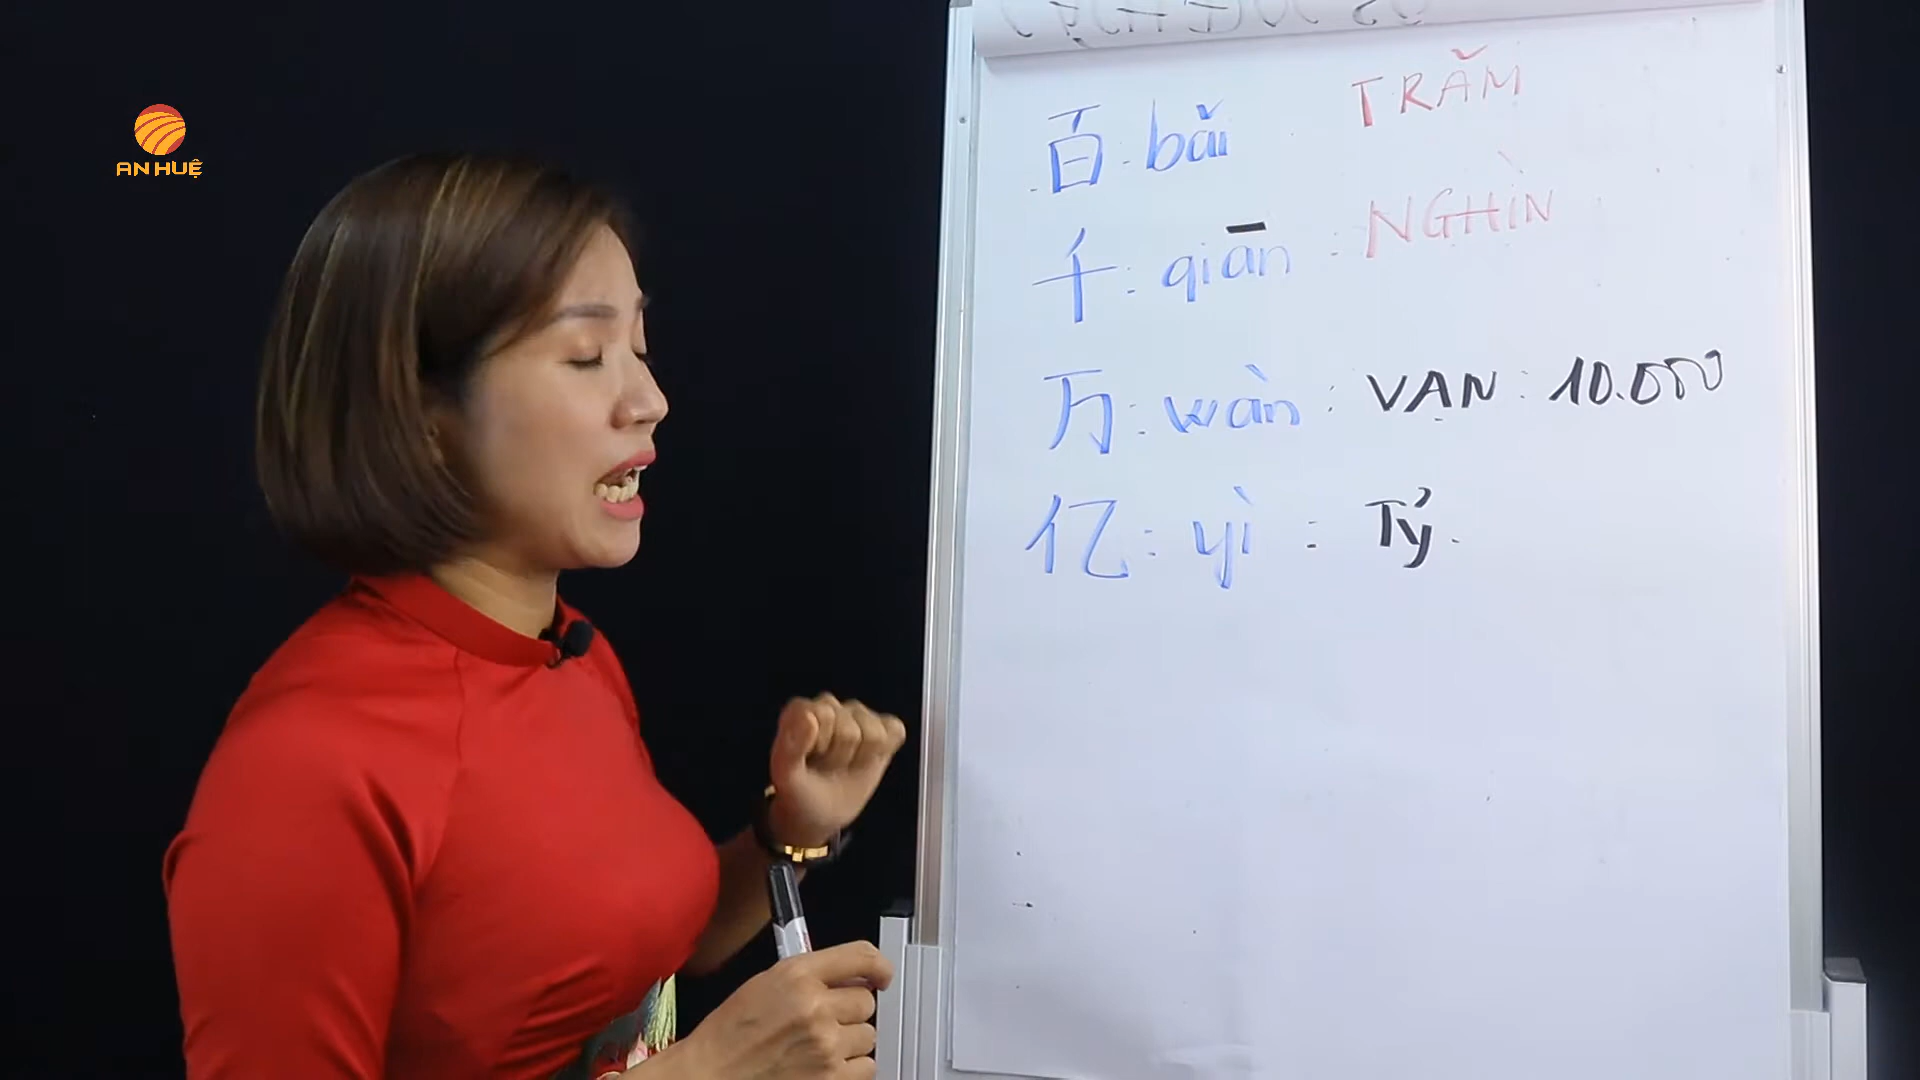 AN HUỆ
百 : bǎi : TRĂM
千 : qiān : NGHÌN
万 : wàn : VẠN : 10.000
亿 : yì : Tỷ.